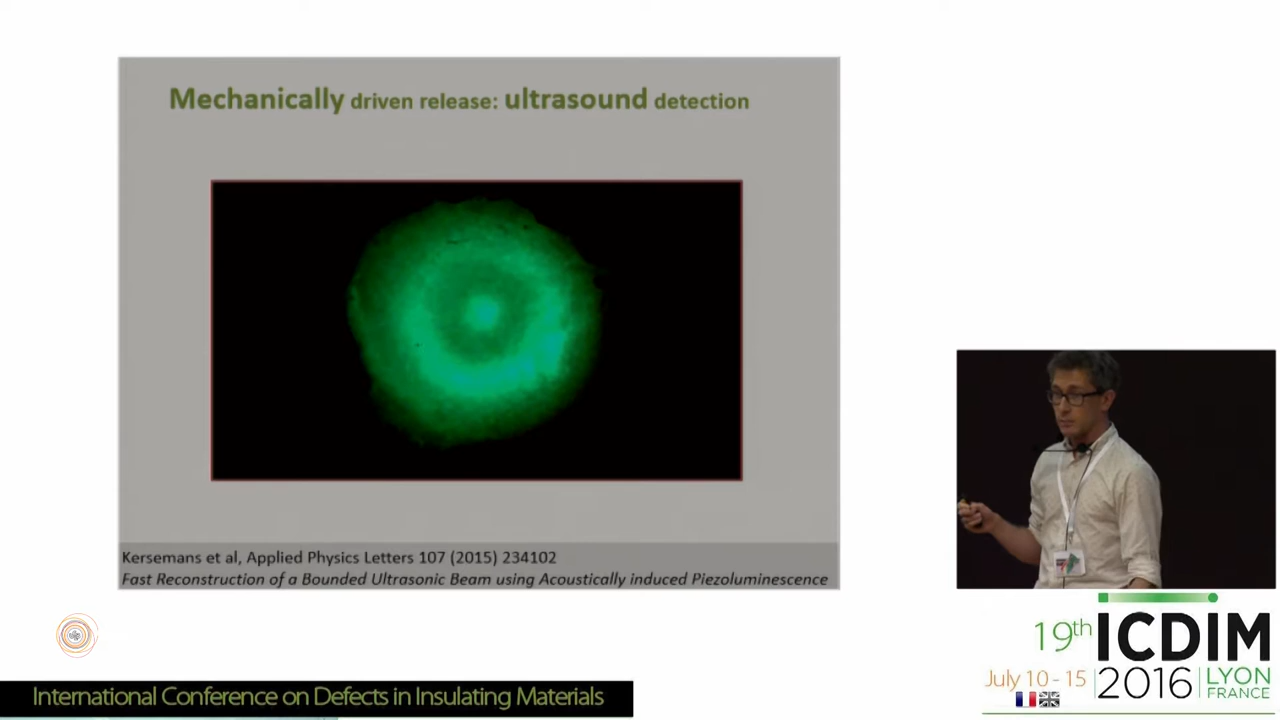 Mechanically driven release: ultrasound detection
Kersemans et al, Applied Physics Letters 107 (2015) 234102
Fast Reconstruction of a Bounded Ultrasonic Beam using Acoustically induced Piezoluminescence
19th ICDIM
July 10 - 15 2016 LYON FRANCE
International Conference on Defects in Insulating Materials